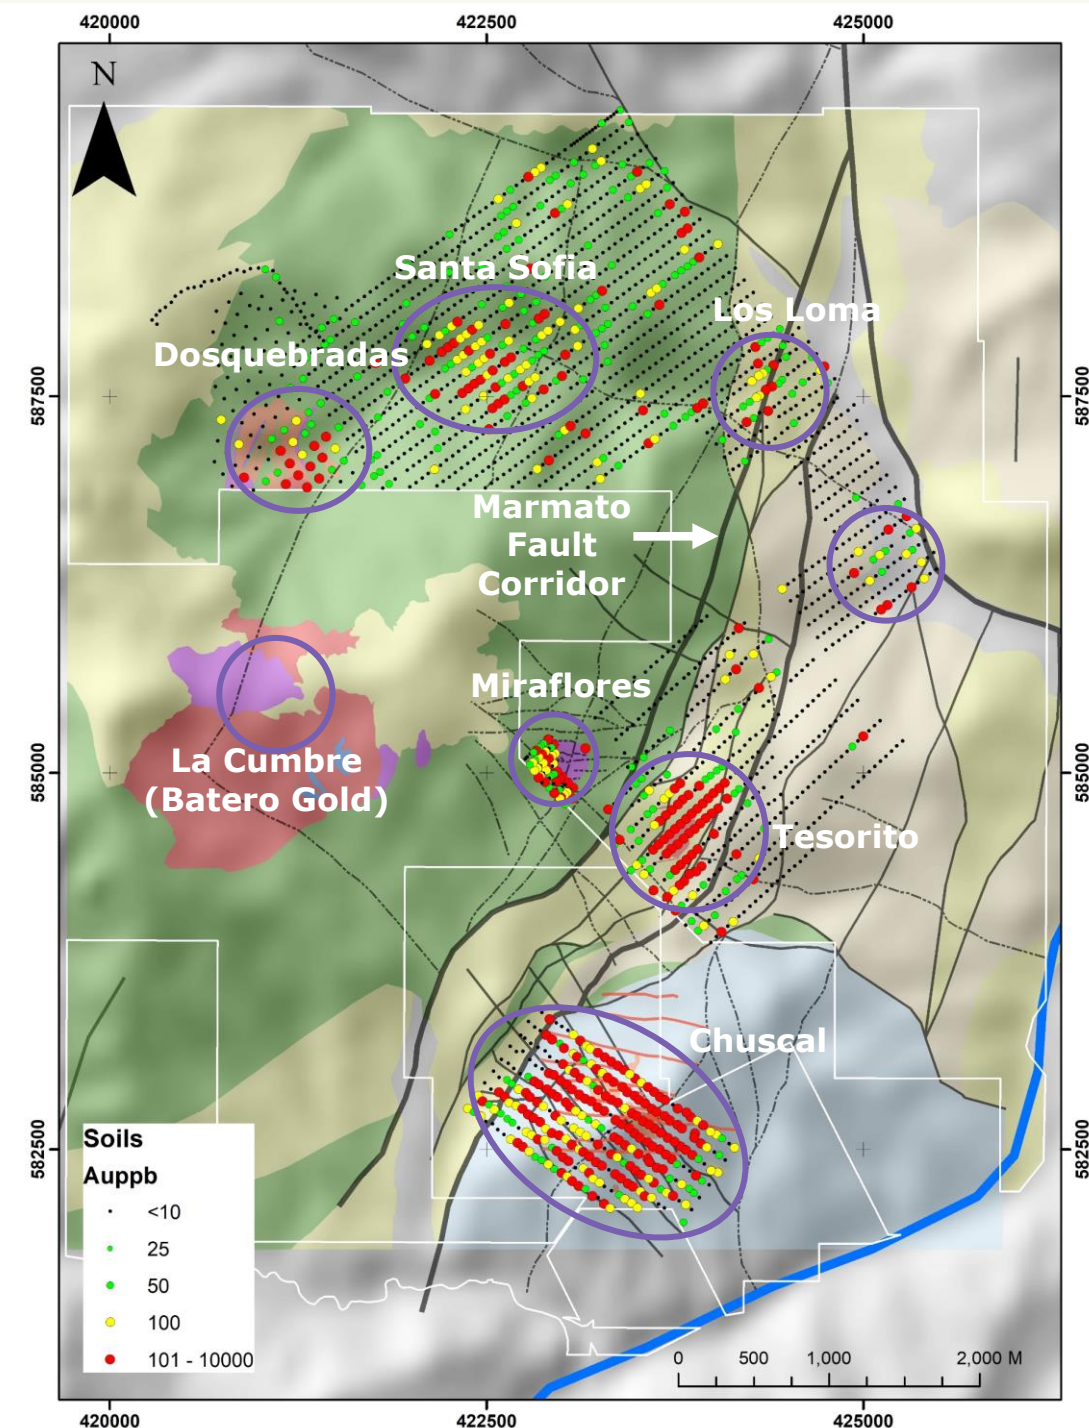 420000
422500
425000
N
Santa Sofia
Los Loma
Dosquebradas
587500
587500
Marmato
Fault
Corridor
Miraflores
La Cumbre
(Batero Gold)
585000
585000
Tesorito
Chuscal
582500
582500
Soils
Auppb
<10
25
50
100
101 - 10000
0
500
1,000
2,000 M
420000
422500
425000